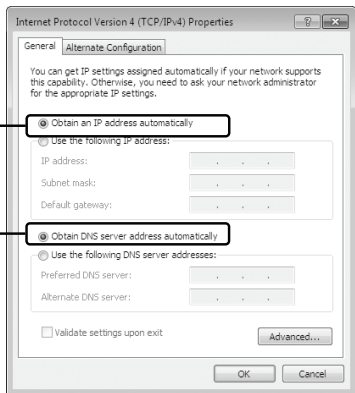 Internet Protocol Version 4 (TCP/IPv4) Properties
General
Alternate Configuration
You can get IP settings assigned automatically if your network supports
this capability. Otherwise, you need to ask your network administrator
for the appropriate IP settings.
Obtain an IP address automatically
Use the following IP address:
IP address:
Subnet mask:
Default gateway:
Obtain DNS server address automatically
Use the following DNS server addresses:
Preferred DNS server:
Alternate DNS server:
Validate settings upon exit
Advanced...
OK
Cancel